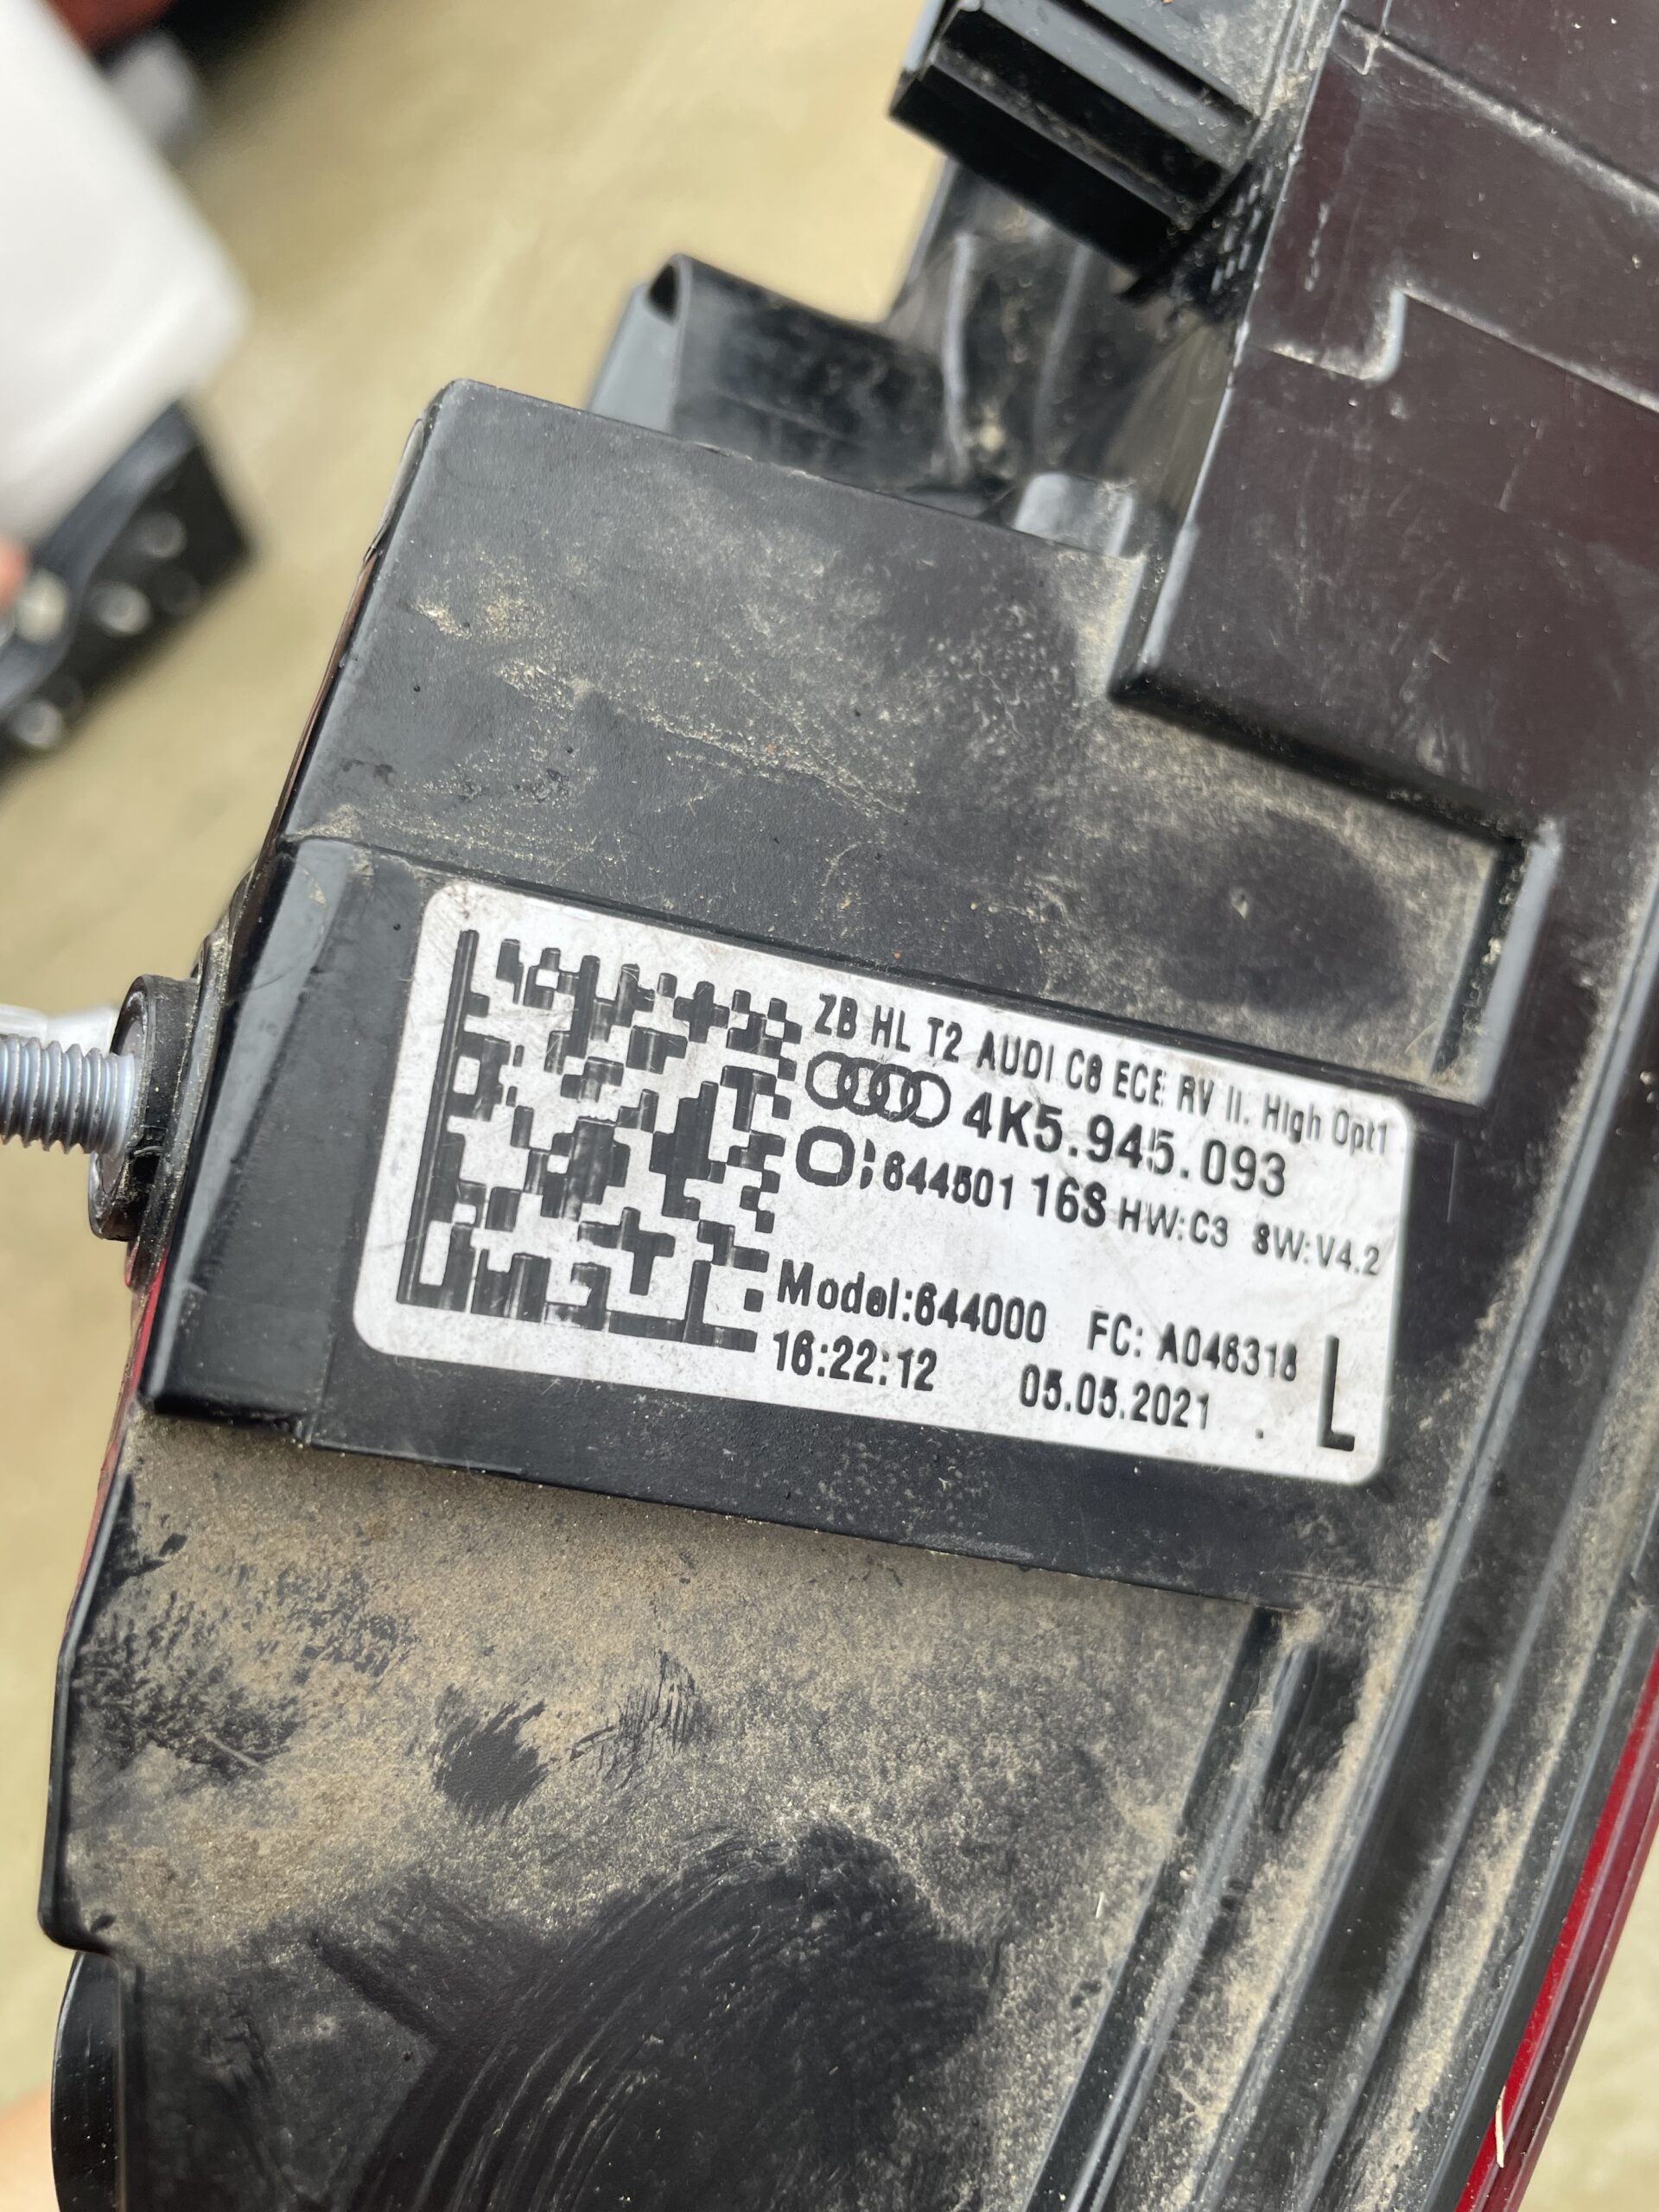 ZB HL T2 AUDI C8 ECE RV II. High Opt1
4K5.945.093
:644501 16S HW:C3 SW:V4.2
Model:644000 FC: A046318
16:22:12 05.05.2021 L